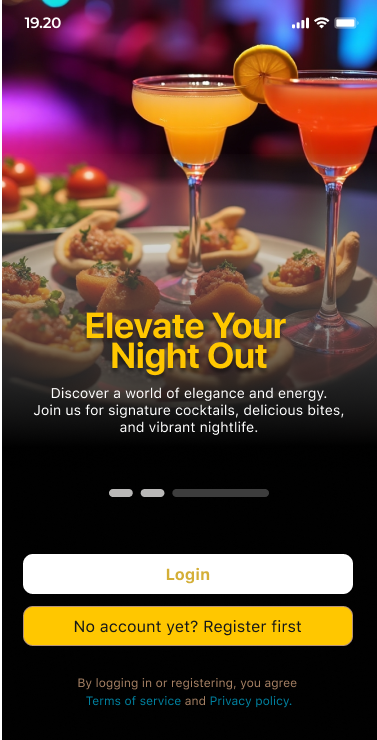 19.20
Elevate Your
Night Out
Discover a world of elegance and energy.
Join us for signature cocktails, delicious bites,
and vibrant nightlife.
Login
No account yet? Register first
By logging in or registering, you agree
Terms of service and Privacy policy.